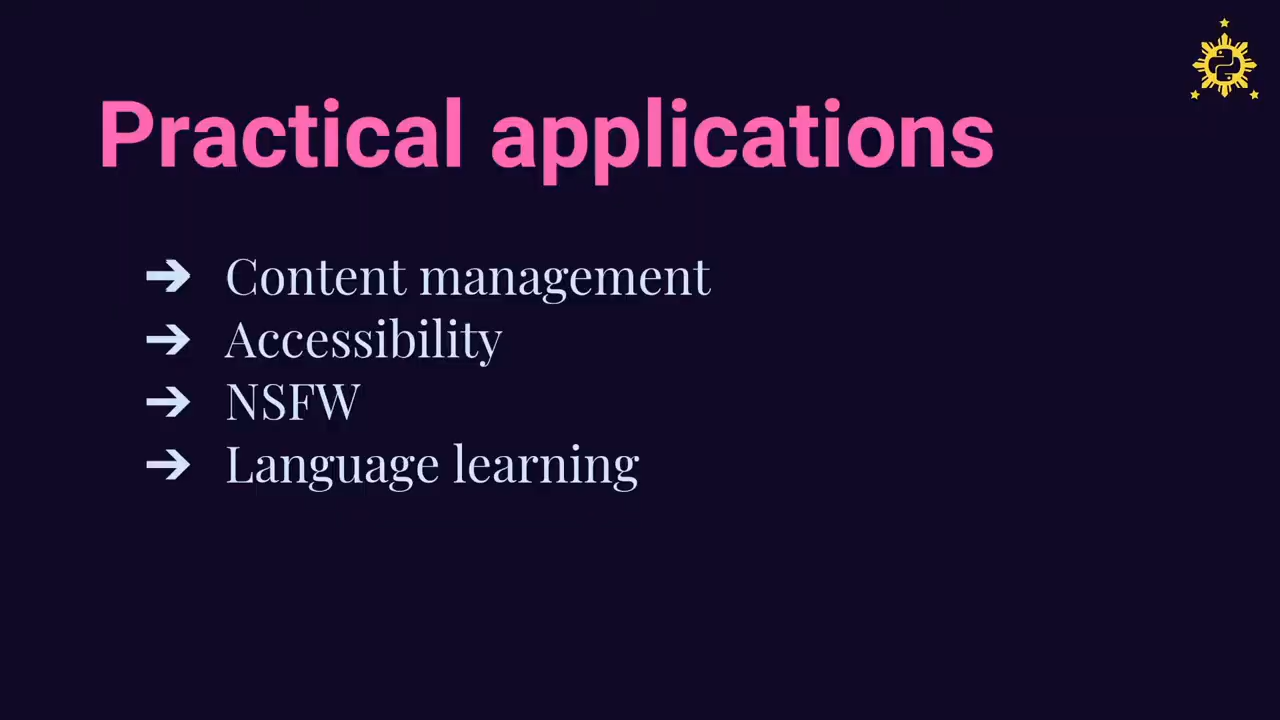 Practical applications
➔ Content management
➔ Accessibility
➔ NSFW
➔ Language learning